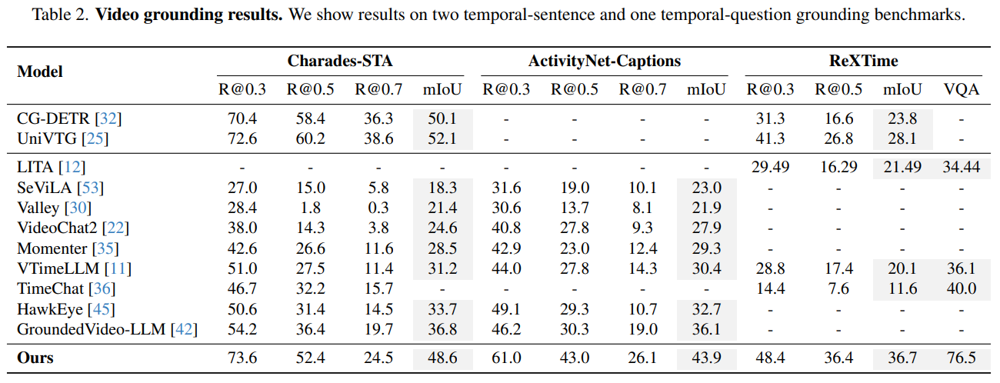 Table 2. Video grounding results. We show results on two temporal-sentence and one temporal-question grounding benchmarks.
Model Charades-STA ActivityNet-Captions ReXTime
R@0.3 R@0.5 R@0.7 mIoU R@0.3 R@0.5 R@0.7 mIoU R@0.3 R@0.5 mIoU VQA
CG-DETR [32] 70.4 58.4 36.3 50.1 - - - - 31.3 16.6 23.8 -
UniVTG [25] 72.6 60.2 38.6 52.1 - - - - 41.3 26.8 28.1 -
LITA [12] - - - - - - - - 29.49 16.29 21.49 34.44
SeViLA [53] 27.0 15.0 5.8 18.3 31.6 19.0 10.1 23.0 - - - -
Valley [30] 28.4 1.8 0.3 21.4 30.6 13.7 8.1 21.9 - - - -
VideoChat2 [22] 38.0 14.3 3.8 24.6 40.8 27.8 9.3 27.9 - - - -
Momenter [35] 42.6 26.6 11.6 28.5 42.9 23.0 12.4 29.3 - - - -
VTimeLLM [11] 51.0 27.5 11.4 31.2 44.0 27.8 14.3 30.4 28.8 17.4 20.1 36.1
TimeChat [36] 46.7 32.2 15.7 - - - - - 14.4 7.6 11.6 40.0
HawkEye [45] 50.6 31.4 14.5 33.7 49.1 29.3 10.7 32.7 - - - -
GroundedVideo-LLM [42] 54.2 36.4 19.7 36.8 46.2 30.3 19.0 36.1 - - - -
Ours 73.6 52.4 24.5 48.6 61.0 43.0 26.1 43.9 48.4 36.4 36.7 76.5